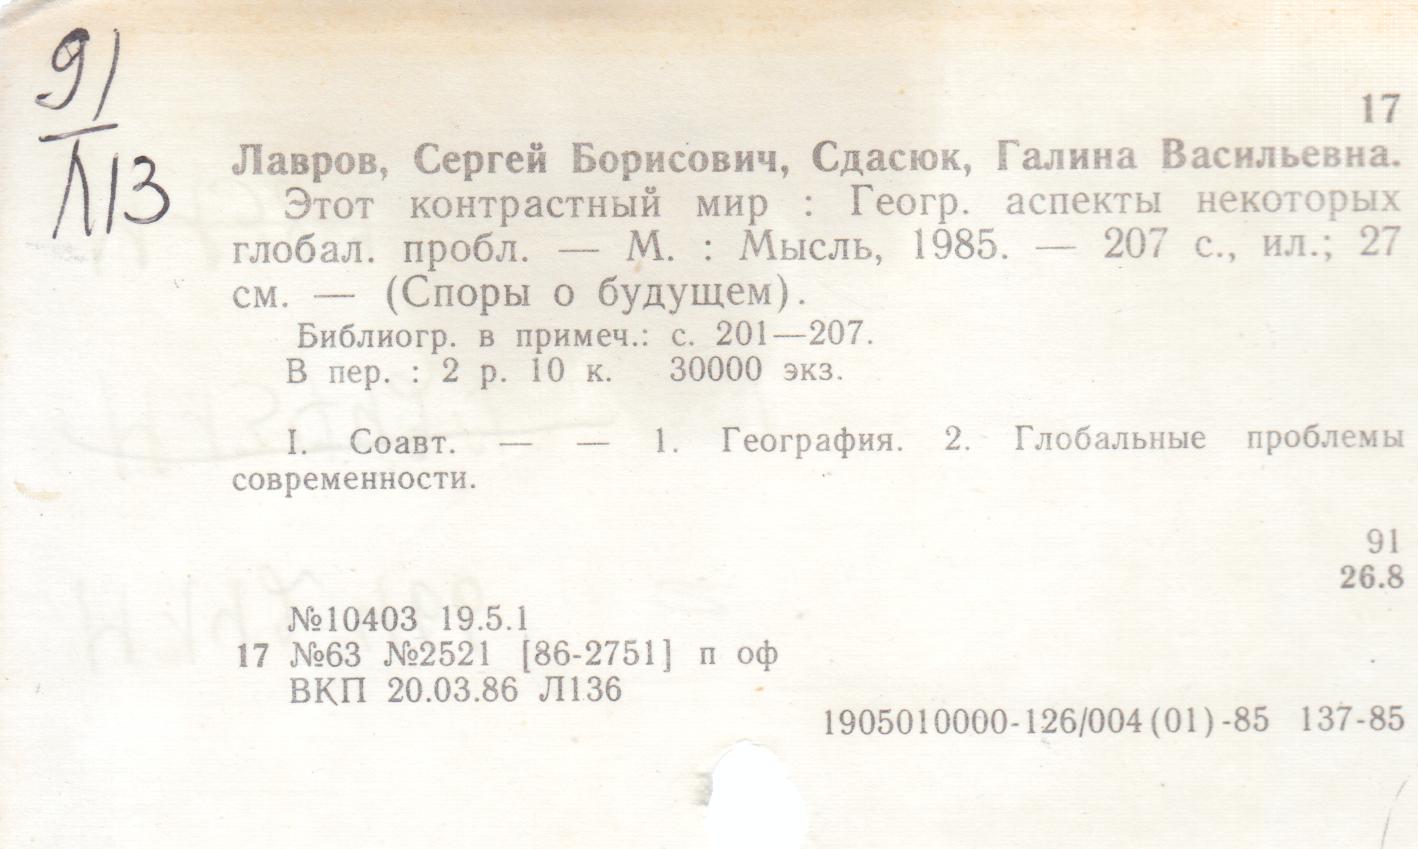 91
Л13
17
Лавров, Сергей Борисович, Сдасюк, Галина Васильевна.
Этот контрастный мир : Геогр. аспекты некоторых
глобал. пробл. — М. : Мысль, 1985. — 207 с., ил.; 27
см. — (Споры о будущем).
Библиогр. в примеч.: с. 201—207.
В пер. : 2 р. 10 к. 30000 экз.
I. Соавт. — — 1. География. 2. Глобальные проблемы
современности.
91
26.8
№10403 19.5.1
17 №63 №2521 [86-2751] п оф
ВКП 20.03.86 Л136
1905010000-126/004(01)-85 137-85